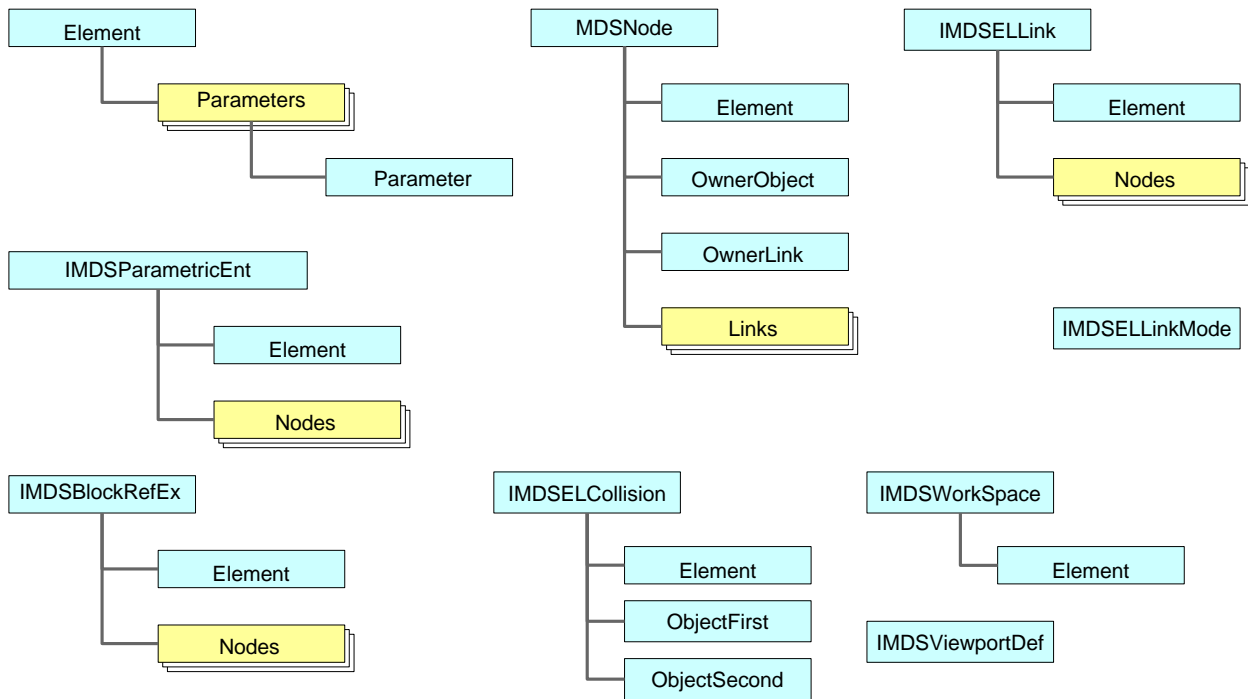 Element
Parameters
Parameter
MDSNode
Element
OwnerObject
OwnerLink
Links
IMDSELLink
Element
Nodes
IMDSELLinkMode
IMDSParametricEnt
Element
Nodes
IMDSBlockRefEx
Element
Nodes
IMDSELCollision
Element
ObjectFirst
ObjectSecond
IMDSWorkSpace
Element
IMDSViewportDef